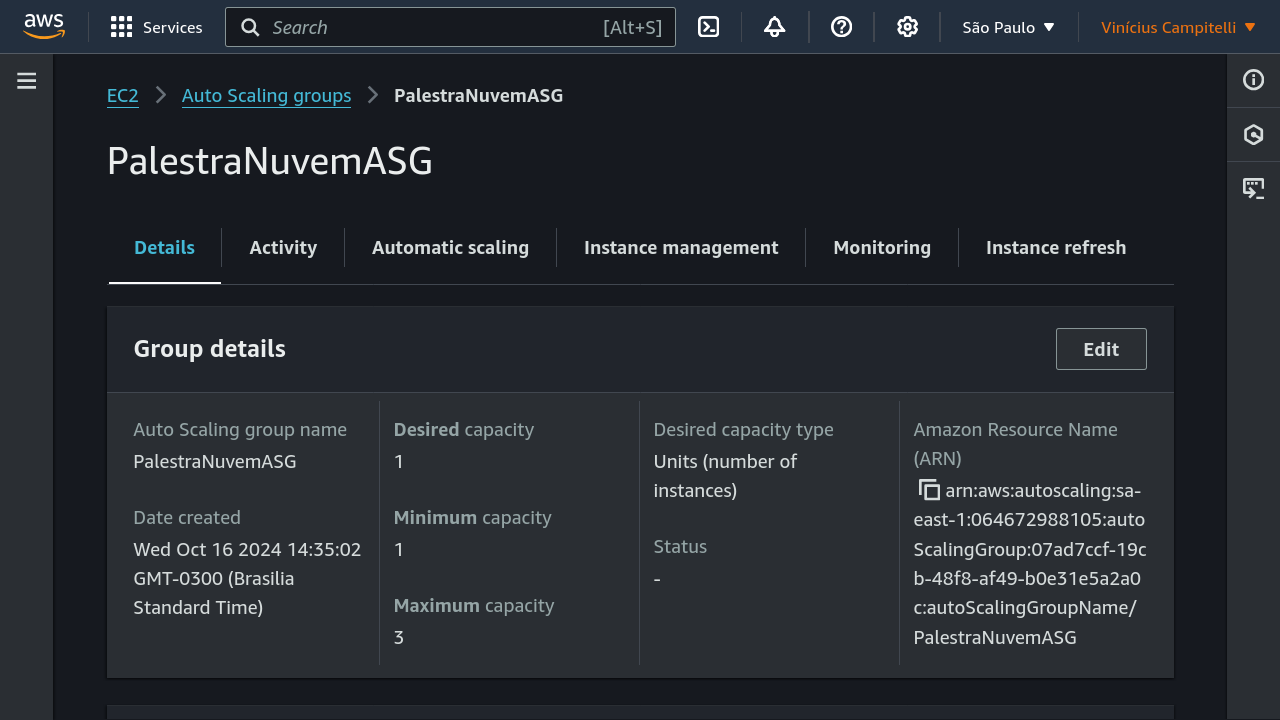 aws Services Search [Alt+S] São Paulo Vinícius Campitelli
EC2 Auto Scaling groups PalestraNuvemASG
PalestraNuvemASG
Details Activity Automatic scaling Instance management Monitoring Instance refresh
Group details Edit
Auto Scaling group name
PalestraNuvemASG
Date created
Wed Oct 16 2024 14:35:02
GMT-0300 (Brasilia
Standard Time)
Desired capacity
1
Minimum capacity
1
Maximum capacity
3
Desired capacity type
Units (number of
instances)
Status
-
Amazon Resource Name
(ARN)
arn:aws:autoscaling:sa-
east-1:064672988105:auto
ScalingGroup:07ad7ccf-19c
b-48f8-af49-b0e31e5a2a0
c:autoScalingGroupName/
PalestraNuvemASG